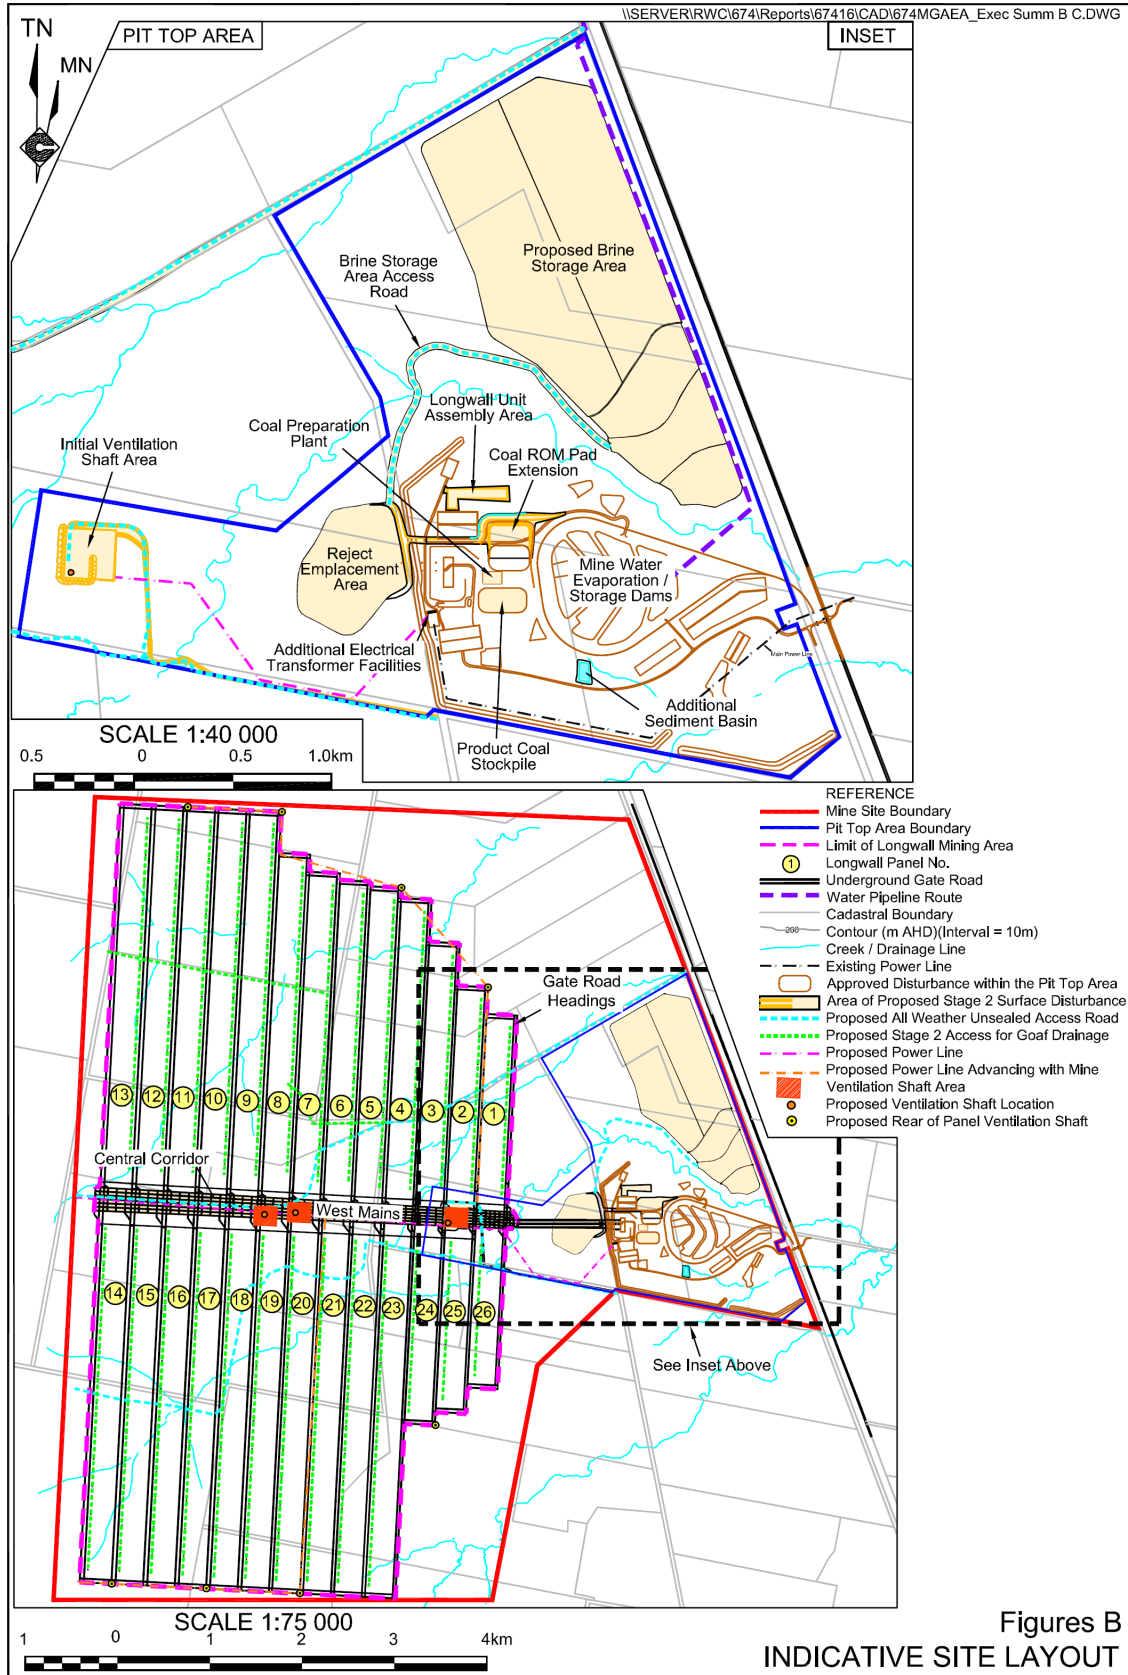 \\SERVER\RWC\674\Reports\67416\CAD\674MGAEA_Exec Summ B C.DWG
TN
MN
PIT TOP AREA
INSET
Proposed Brine
Storage Area
Brine Storage
Area Access
Road
Longwall Unit
Assembly Area
Coal Preparation
Plant
Coal ROM Pad
Extension
Initial Ventilation
Shaft Area
Reject
Emplacement
Area
Mine Water
Evaporation /
Storage Dams
Additional Electrical
Transformer Facilities
Main Power Line
Additional
Sediment Basin
Product Coal
Stockpile
SCALE 1:40 000
0.5 0 0.5 1.0km
REFERENCE
Mine Site Boundary
Pit Top Area Boundary
Limit of Longwall Mining Area
1 Longwall Panel No.
Underground Gate Road
Water Pipeline Route
Cadastral Boundary
260 Contour (m AHD)(Interval = 10m)
Creek / Drainage Line
Existing Power Line
Approved Disturbance within the Pit Top Area
Area of Proposed Stage 2 Surface Disturbance
Proposed All Weather Unsealed Access Road
Proposed Stage 2 Access for Goaf Drainage
Proposed Power Line
Proposed Power Line Advancing with Mine
Ventilation Shaft Area
Proposed Ventilation Shaft Location
Proposed Rear of Panel Ventilation Shaft
Gate Road
Headings
13 12 11 10 9 8 7 6 5 4 3 2 1
Central Corridor
West Mains
14 15 16 17 18 19 20 21 22 23 24 25 26
See Inset Above
SCALE 1:75 000
1 0 1 2 3 4km
Figures B
INDICATIVE SITE LAYOUT